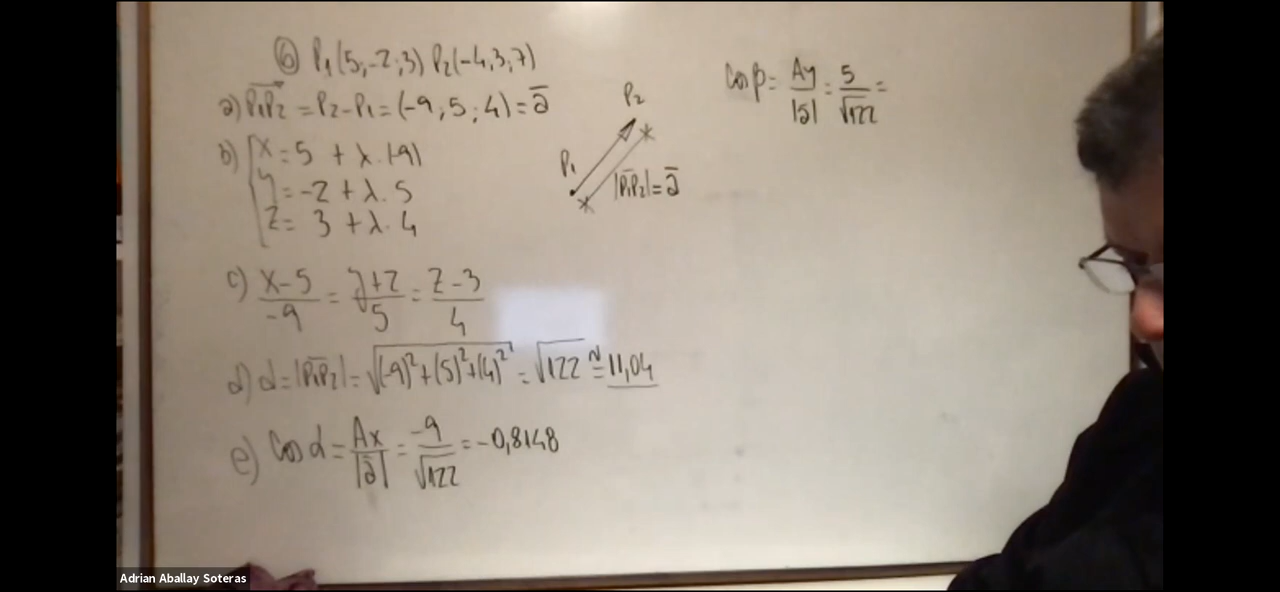 ⑥ P₁(5;-2;3) P₂(-4;3;7)
a) P₁P₂ = P₂-P₁ = (-9;5;4) = a̅
b) { x = 5 + λ.(-9)
y = -2 + λ.5
z = 3 + λ.4
P₂
P₁
|P₁P₂| = a̅
c) x-5/-9 = y+2/5 = z-3/4
d) d = |P₁P₂| = √(-9)²+(5)²+(4)² = √122 ≅ 11,04
e) Cos α = Ax/|a̅| = -9/√122 = -0,8148
Cos β = Ay/|a̅| = 5/√122 =
Adrian Aballay Soteras